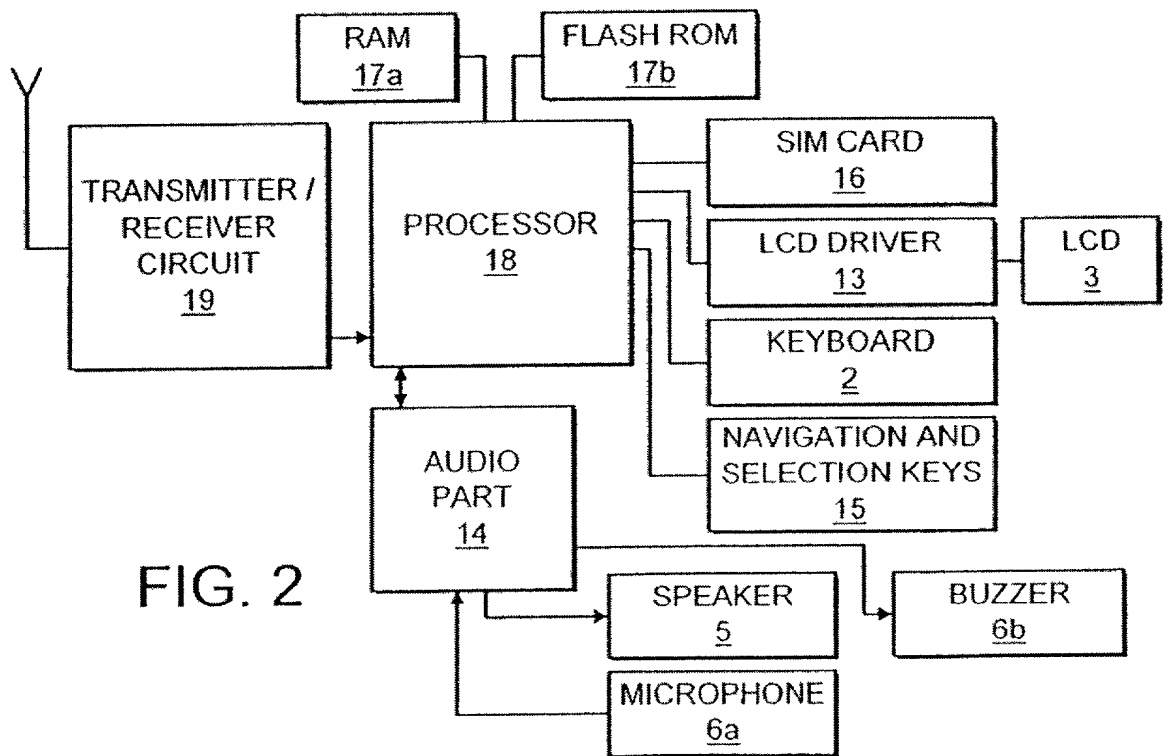 RAM
17a
FLASH ROM
17b
TRANSMITTER /
RECEIVER
CIRCUIT
19
PROCESSOR
18
SIM CARD
16
LCD DRIVER
13
LCD
3
KEYBOARD
2
NAVIGATION AND
SELECTION KEYS
15
AUDIO
PART
14
FIG. 2
SPEAKER
5
BUZZER
6b
MICROPHONE
6a